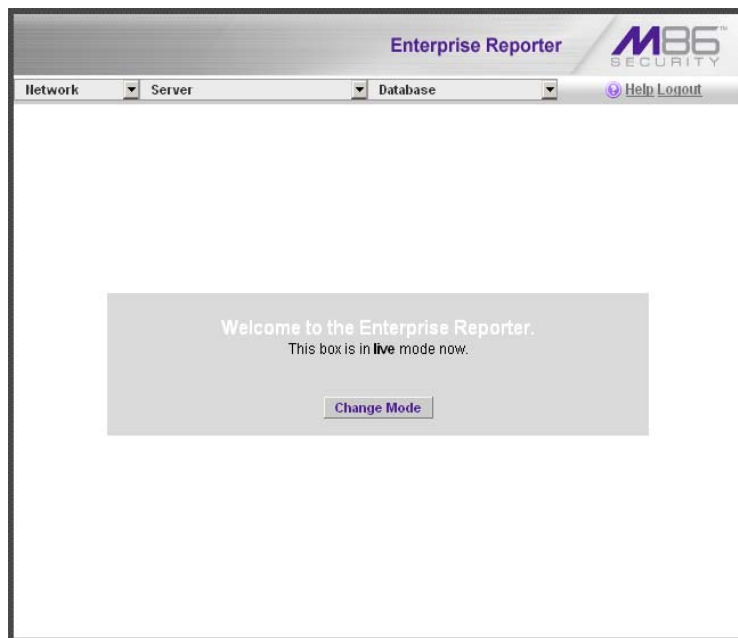 Enterprise Reporter
M86™
SECURITY
Network
Server
Database
Help Logout
Welcome to the Enterprise Reporter.
This box is in live mode now.
Change Mode